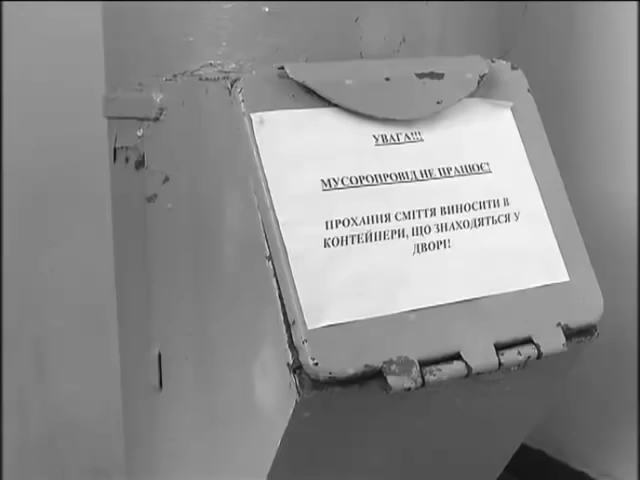 УВАГА!!!
МУСОРОПРОВІД НЕ ПРАЦЮЄ!
ПРОХАННЯ СМІТТЯ ВИНОСИТИ В
КОНТЕЙНЕРИ, ЩО ЗНАХОДЯТЬСЯ У
ДВОРІ!